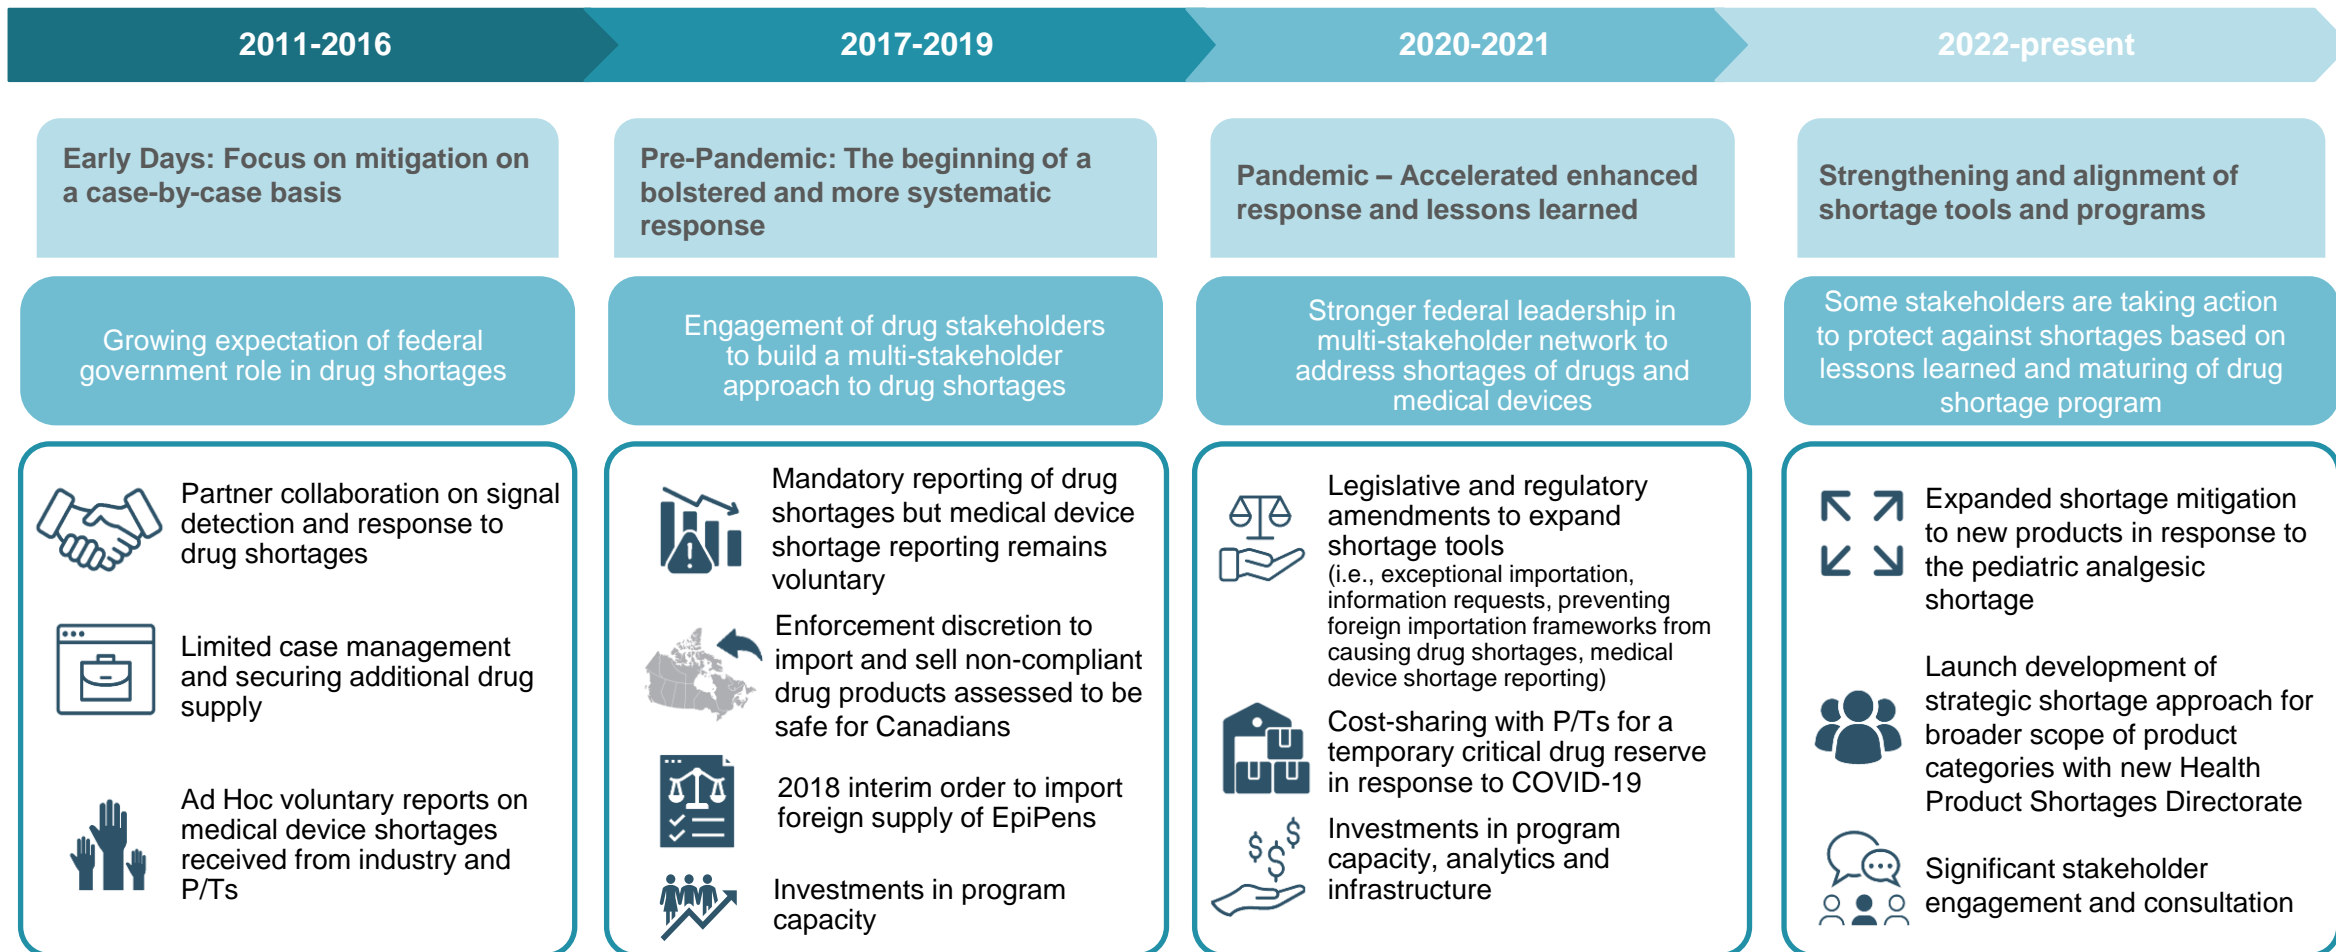 2011-2016
2017-2019
2020-2021
2022-present
Early Days: Focus on mitigation on
a case-by-case basis
Pre-Pandemic: The beginning of a
bolstered and more systematic
response
Pandemic – Accelerated enhanced
response and lessons learned
Strengthening and alignment of
shortage tools and programs
Growing expectation of federal
government role in drug shortages
Engagement of drug stakeholders
to build a multi-stakeholder
approach to drug shortages
Stronger federal leadership in
multi-stakeholder network to
address shortages of drugs and
medical devices
Some stakeholders are taking action
to protect against shortages based on
lessons learned and maturing of drug
shortage program
Partner collaboration on signal
detection and response to
drug shortages
Limited case management
and securing additional drug
supply
Ad Hoc voluntary reports on
medical device shortages
received from industry and
P/Ts
Mandatory reporting of drug
shortages but medical device
shortage reporting remains
voluntary
Enforcement discretion to
import and sell non-compliant
drug products assessed to be
safe for Canadians
2018 interim order to import
foreign supply of EpiPens
Investments in program
capacity
Legislative and regulatory
amendments to expand
shortage tools
(i.e., exceptional importation,
information requests, preventing
foreign importation frameworks from
causing drug shortages, medical
device shortage reporting)
Cost-sharing with P/Ts for a
temporary critical drug reserve
in response to COVID-19
Investments in program
capacity, analytics and
infrastructure
Expanded shortage mitigation
to new products in response to
the pediatric analgesic
shortage
Launch development of
strategic shortage approach for
broader scope of product
categories with new Health
Product Shortages Directorate
Significant stakeholder
engagement and consultation